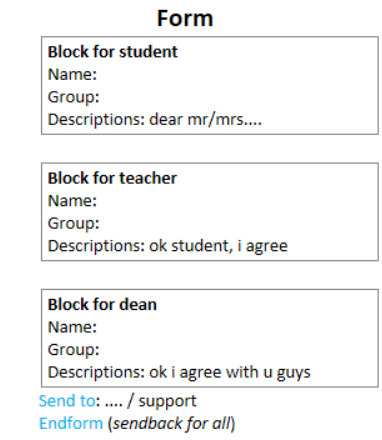 Form
Block for student
Name:
Group:
Descriptions: dear mr/mrs....
Block for teacher
Name:
Group:
Descriptions: ok student, i agree
Block for dean
Name:
Group:
Descriptions: ok i agree with u guys
Send to: .... / support
Endform (sendback for all)